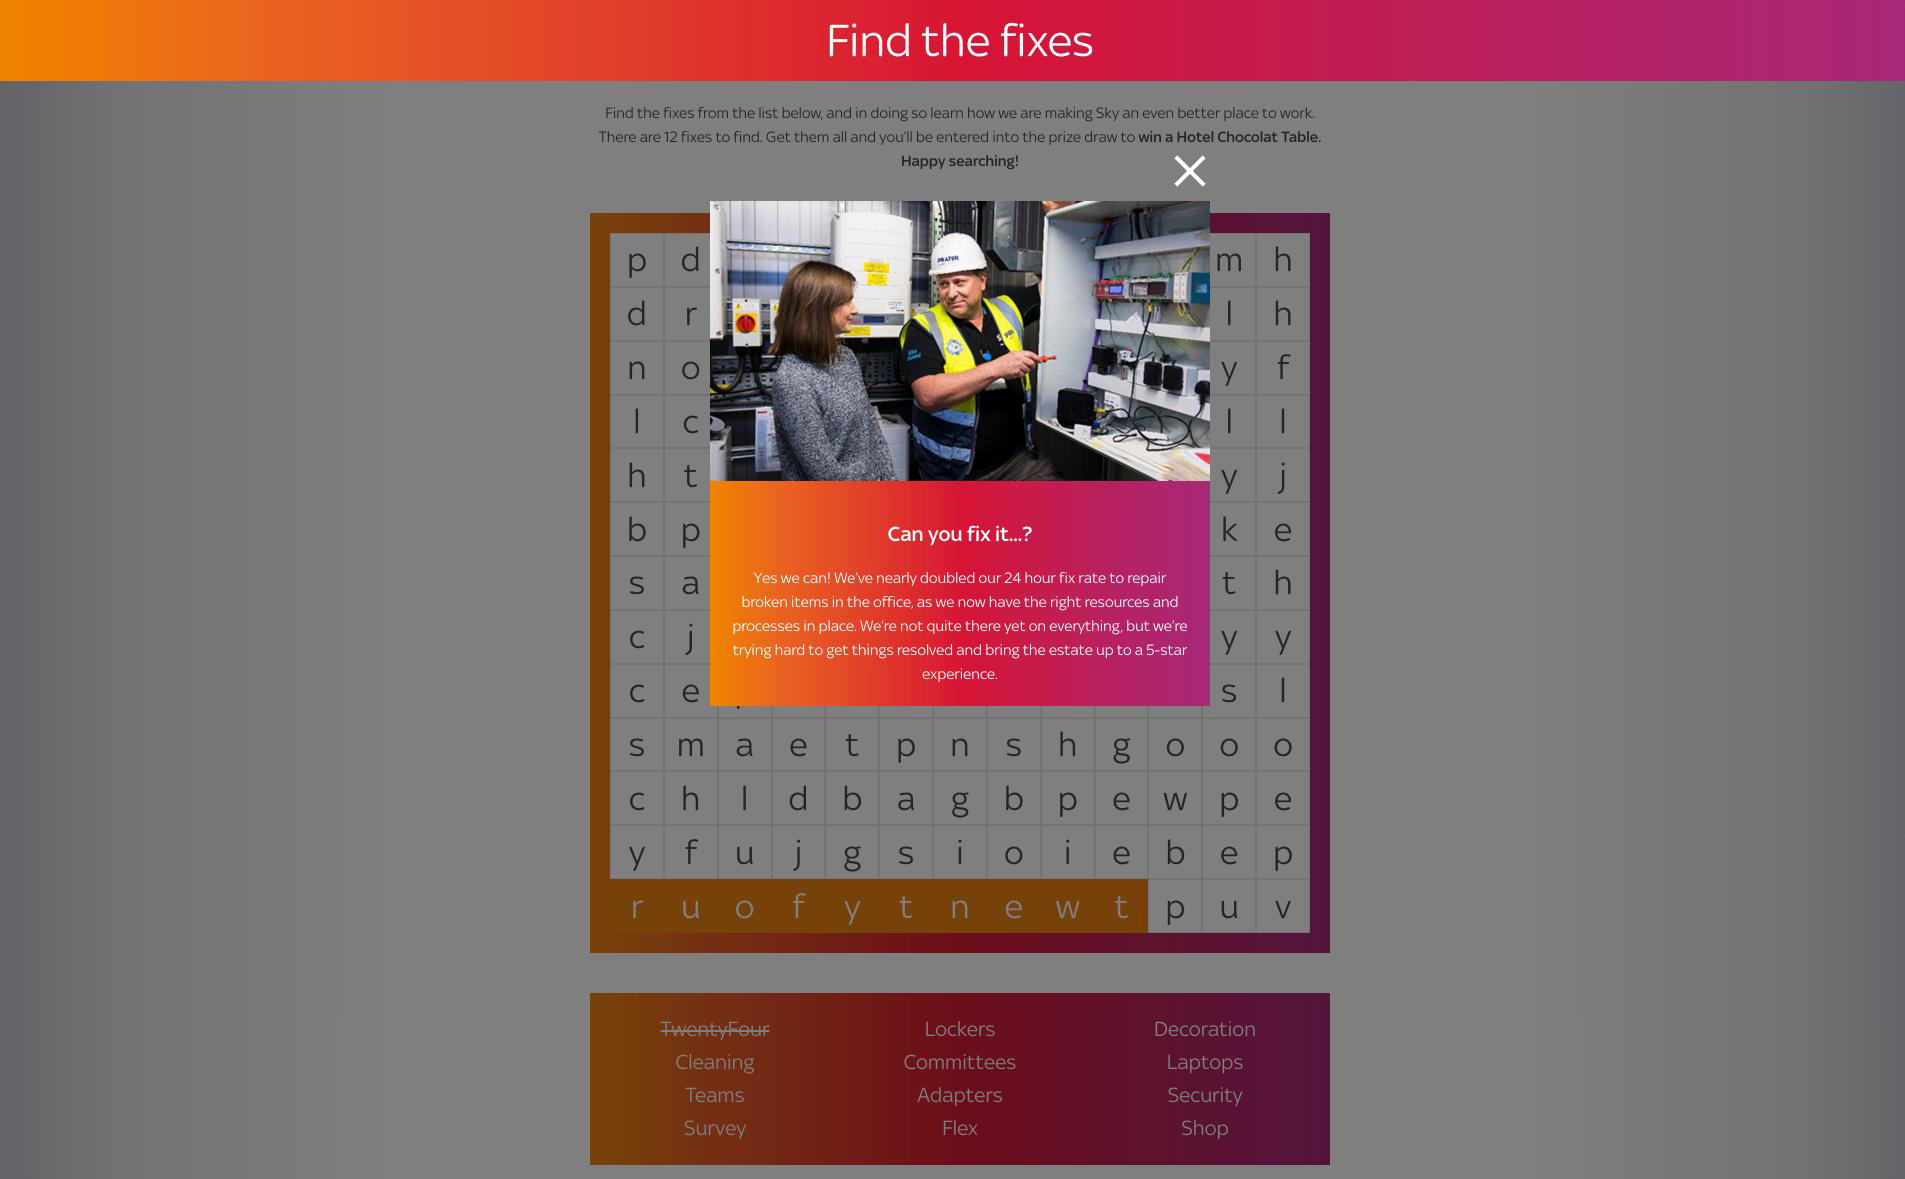 Find the fixes
Find the fixes from the list below, and in doing so learn how we are making Sky an even better place to work.
There are 12 fixes to find. Get them all and you'll be entered into the prize draw to win a Hotel Chocolat Table.
Happy searching!
p d m h
d r l h
n o y f
l c l l
h t y j
b p k e
s a t h
c j y y
c e s l
PRATER
Can you fix it...?
Yes we can! We've nearly doubled our 24 hour fix rate to repair
broken items in the office, as we now have the right resources and
processes in place. We're not quite there yet on everything, but we're
trying hard to get things resolved and bring the estate up to a 5-star
experience.
s m a e t p n s h g o o o
c h l d b a g b p e w p e
y f u j g s i o i e b e p
r u o f y t n e w t p u v
TwentyFour Lockers Decoration
Cleaning Committees Laptops
Teams Adapters Security
Survey Flex Shop